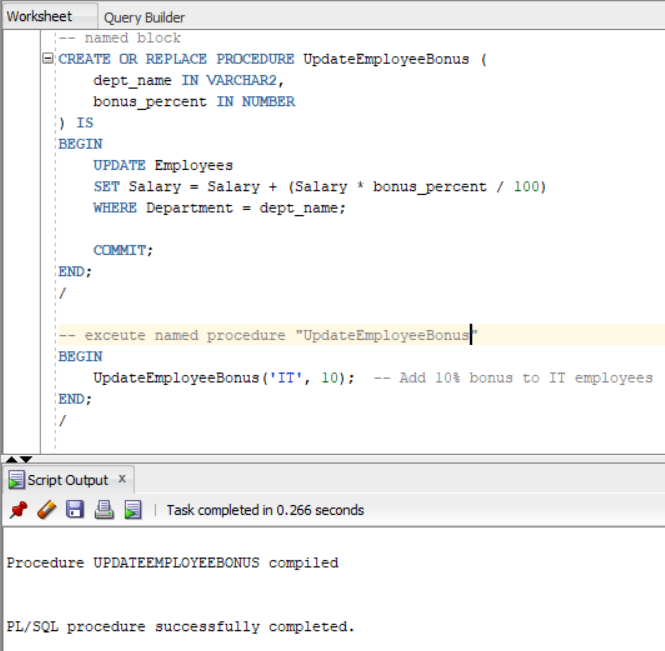 Worksheet Query Builder
-- named block
CREATE OR REPLACE PROCEDURE UpdateEmployeeBonus (
    dept_name IN VARCHAR2,
    bonus_percent IN NUMBER
) IS
BEGIN
    UPDATE Employees
    SET Salary = Salary + (Salary * bonus_percent / 100)
    WHERE Department = dept_name;
    COMMIT;
END;
/
-- exceute named procedure "UpdateEmployeeBonus"
BEGIN
    UpdateEmployeeBonus('IT', 10);  -- Add 10% bonus to IT employees
END;
/
Script Output x
Task completed in 0.266 seconds
Procedure UPDATEEMPLOYEEBONUS compiled
PL/SQL procedure successfully completed.